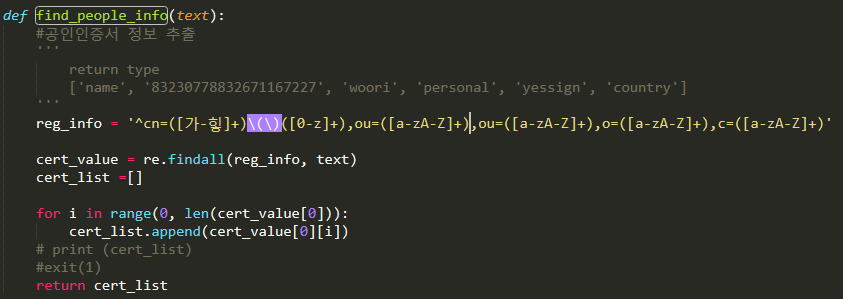 def find_people_info(text):
    #공인인증서 정보 추출
    '''
        return type
        ['name', '83230778832671167227', 'woori', 'personal', 'yessign', 'country']
    '''
    reg_info = '^cn=([가-힣]+)\(\)([0-z]+),ou=([a-zA-Z]+),ou=([a-zA-Z]+),o=([a-zA-Z]+),c=([a-zA-Z]+)'
    cert_value = re.findall(reg_info, text)
    cert_list =[]
    for i in range(0, len(cert_value[0])):
        cert_list.append(cert_value[0][i])
    # print (cert_list)
    #exit(1)
    return cert_list